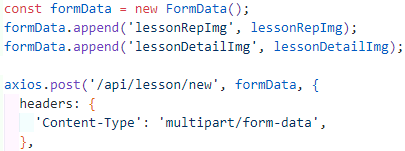 const formData = new FormData();
formData.append('lessonRepImg', lessonRepImg);
formData.append('lessonDetailImg', lessonDetailImg);
axios.post('/api/lesson/new', formData, {
headers: {
'Content-Type': 'multipart/form-data',
},